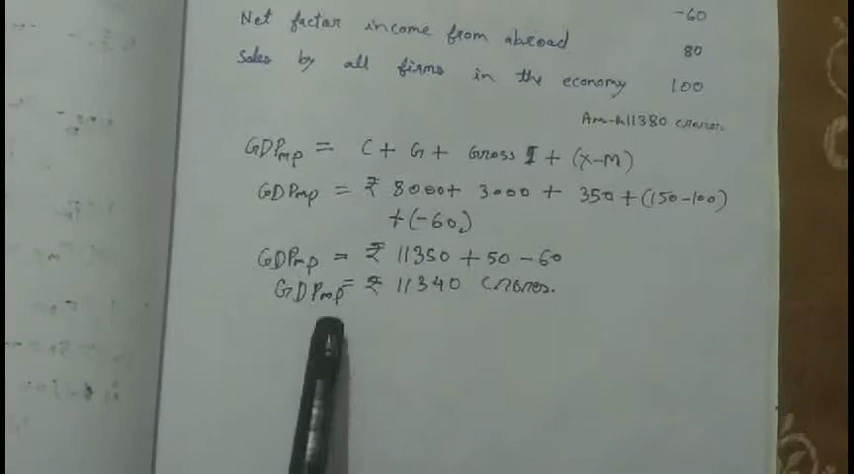 -60
Net factor income from abroad 80
Sales by all firms in the economy 100
Ans-₹11380 crores.
GDPmp = C + G + Gross I + (X-M)
GDPmp = ₹ 8000+ 3000 + 350 + (150-100)
+ (-60)
GDPmp = ₹ 11350 + 50 - 60
GDPmp = ₹ 11340 crores.